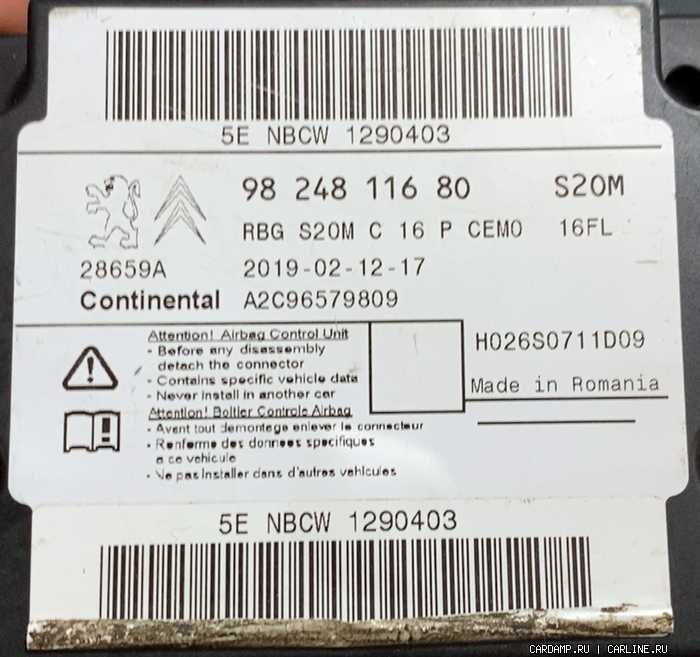 5E NBCW 1290403
98 248 116 80 S20M
RBG S20M C 16 P CEMO 16FL
28659A 2019-02-12-17
Continental A2C96579809
Attention! Airbag Control Unit
- Before any disassembly
detach the connector
- Contains specific vehicle data
- Never install in another car
Attention! Boîtier Controle Airbag
- Avant tout demontage enlever le connecteur
- Renferme des donnees specifiques
a ce vehicule
- Ne pas installer dans d'autres vehicules
H026S0711D09
Made in Romania
5E NBCW 1290403
CARDAMP.RU | CARLINE.RU